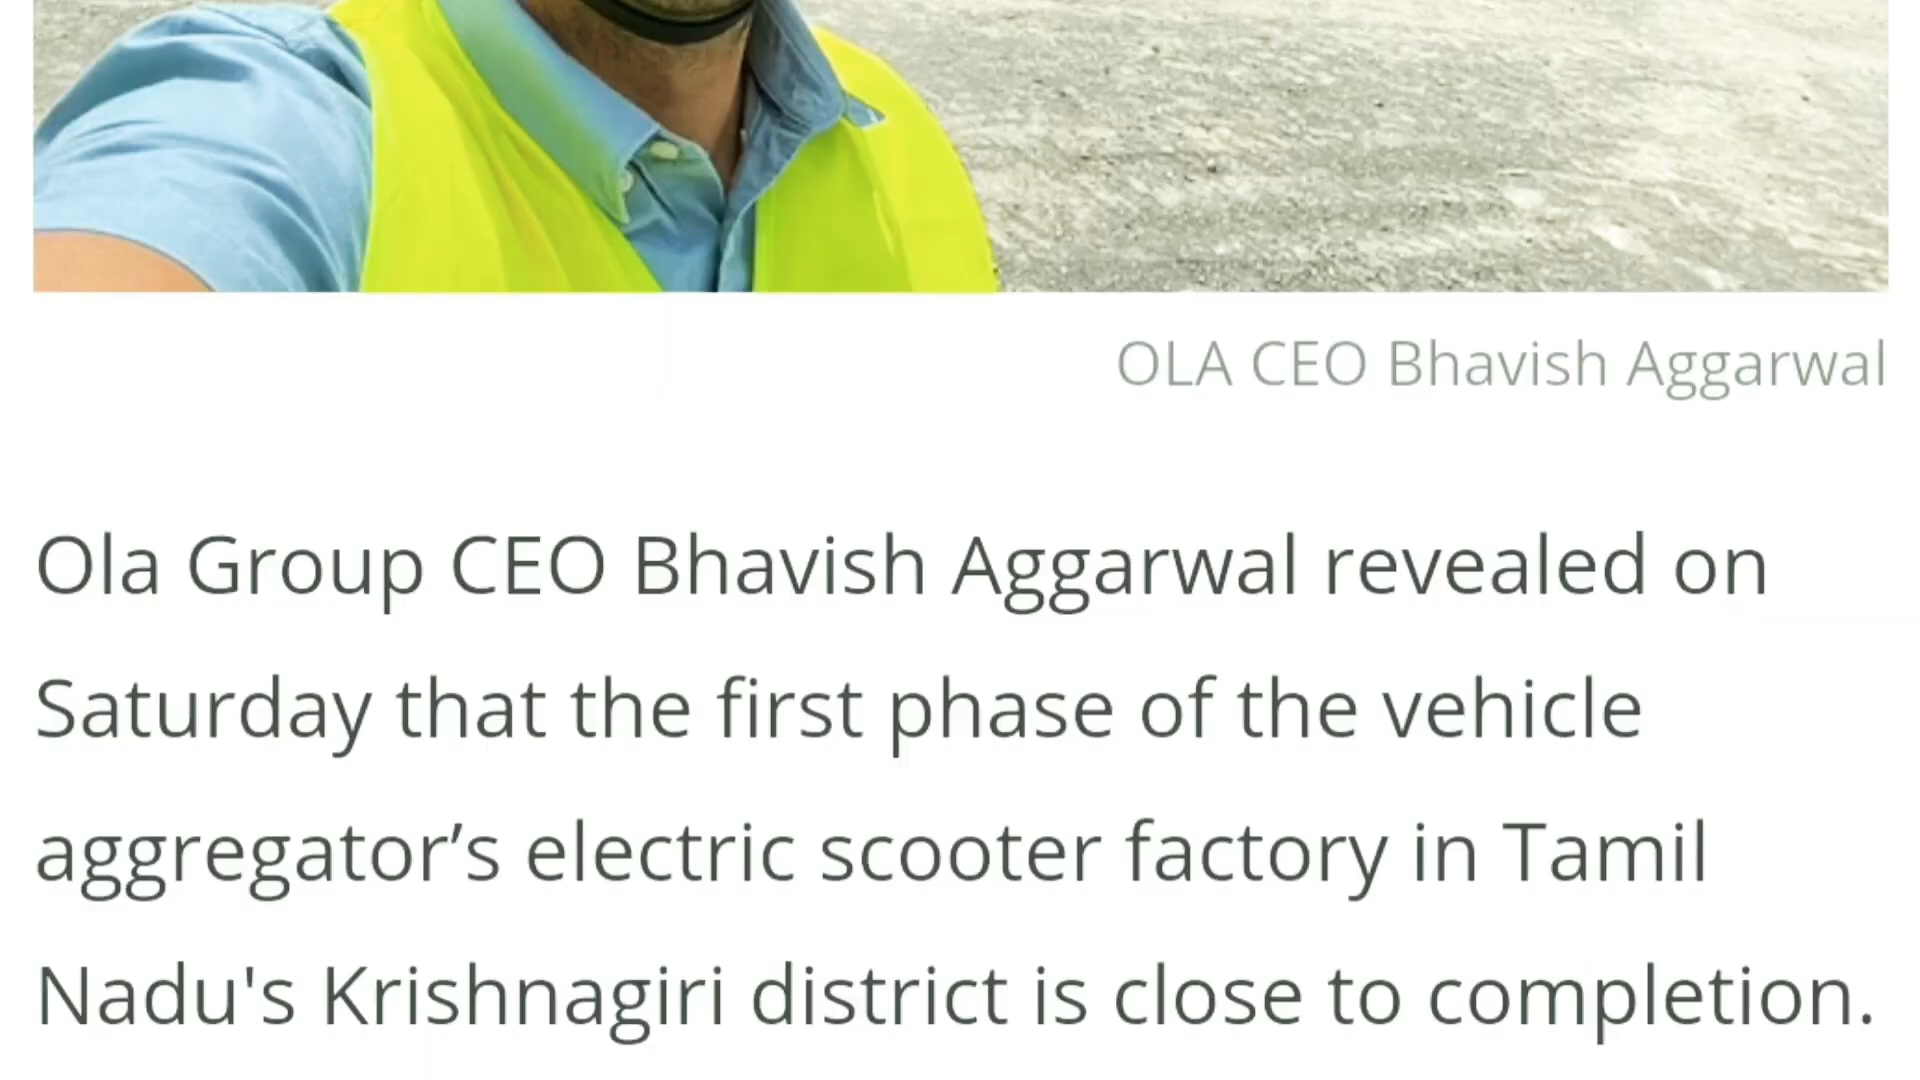 OLA CEO Bhavish Aggarwal
Ola Group CEO Bhavish Aggarwal revealed on
Saturday that the first phase of the vehicle
aggregator’s electric scooter factory in Tamil
Nadu's Krishnagiri district is close to completion.